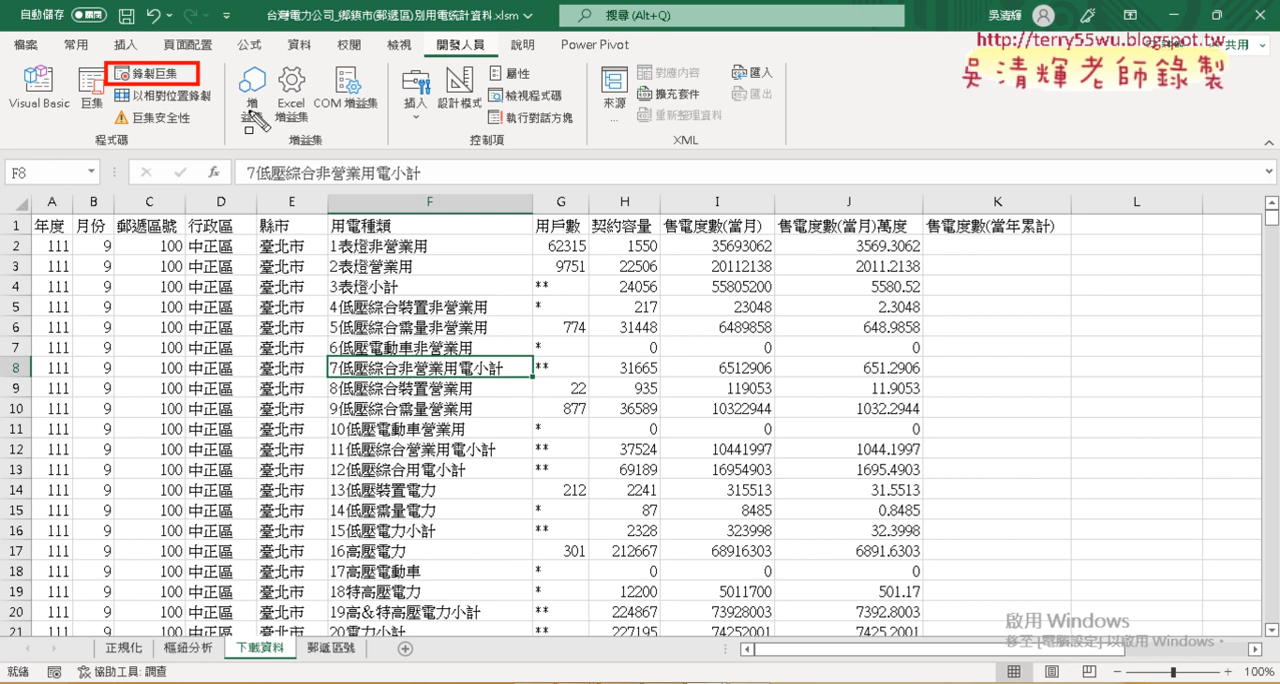 自動儲存 台灣電力公司_鄉鎮市(郵遞區)別用電統計資料.xlsm 搜尋 (Alt+Q) 吳清輝
檔案 常用 插入 頁面配置 公式 資料 校閱 檢視 開發人員 說明 Power Pivot 共用
http://terry55wu.blogspot.tw
吳清輝老師錄製
Visual Basic 巨集 錄製巨集 以相對位置錄製 巨集安全性
Excel 增益集 COM 增益集
插入 設計模式 屬性 檢視程式碼 執行對話方塊
來源... 對應內容 擴充套件 重新整理資料 匯入 匯出
程式碼 增益集 控制項 XML
F8 fx 7低壓綜合非營業用電小計
A B C D E F G H I J K L
1 年度 月份 郵遞區號 行政區 縣市 用電種類 用戶數 契約容量 售電度數(當月) 售電度數(當月)萬度 售電度數(當年累計)
2 111 9 100 中正區 臺北市 1表燈非營業用 62315 1550 35693062 3569.3062
3 111 9 100 中正區 臺北市 2表燈營業用 9751 22506 20112138 2011.2138
4 111 9 100 中正區 臺北市 3表燈小計 ** 24056 55805200 5580.52
5 111 9 100 中正區 臺北市 4低壓綜合裝置非營業用 * 217 23048 2.3048
6 111 9 100 中正區 臺北市 5低壓綜合需量非營業用 774 31448 6489858 648.9858
7 111 9 100 中正區 臺北市 6低壓電動車非營業用 * 0 0 0
8 111 9 100 中正區 臺北市 7低壓綜合非營業用電小計 ** 31665 6512906 651.2906
9 111 9 100 中正區 臺北市 8低壓綜合裝置營業用 22 935 119053 11.9053
10 111 9 100 中正區 臺北市 9低壓綜合需量營業用 877 36589 10322944 1032.2944
11 111 9 100 中正區 臺北市 10低壓電動車營業用 * 0 0 0
12 111 9 100 中正區 臺北市 11低壓綜合營業用電小計 ** 37524 10441997 1044.1997
13 111 9 100 中正區 臺北市 12低壓綜合用電小計 ** 69189 16954903 1695.4903
14 111 9 100 中正區 臺北市 13低壓裝置電力 212 2241 315513 31.5513
15 111 9 100 中正區 臺北市 14低壓需量電力 * 87 8485 0.8485
16 111 9 100 中正區 臺北市 15低壓電力小計 ** 2328 323998 32.3998
17 111 9 100 中正區 臺北市 16高壓電力 301 212667 68916303 6891.6303
18 111 9 100 中正區 臺北市 17高壓電動車 * 0 0 0
19 111 9 100 中正區 臺北市 18特高壓電力 * 12200 5011700 501.17
20 111 9 100 中正區 臺北市 19高&特高壓電力小計 ** 224867 73928003 7392.8003
21 111 9 100 中正區 臺北市 20電力小計 ** 227195 74252001 7425.2001
啟用 Windows
移至 [電腦設定] 以啟用 Windows。
正規化 樞紐分析 下載資料 郵遞區號
就緒 協助工具: 調查 100%